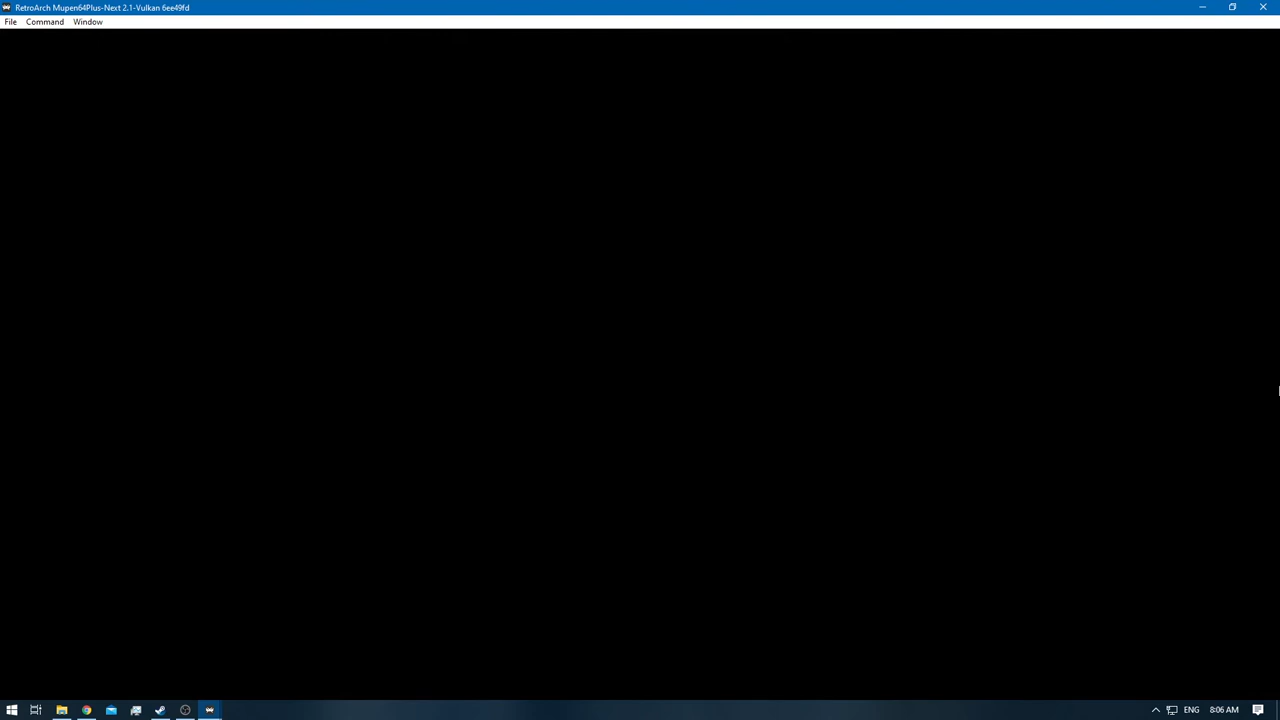 RetroArch Mupen64Plus-Next 2.1-Vulkan 6ee49fd
File Command Window
ENG 8:06 AM